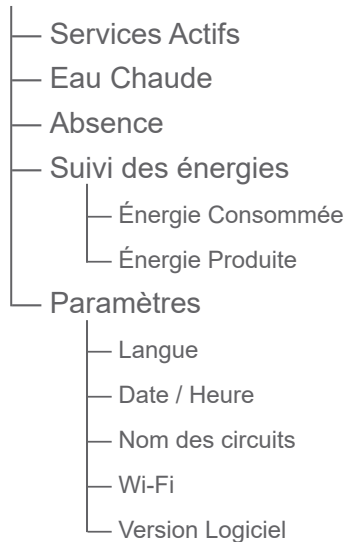 Services Actifs
Eau Chaude
Absence
Suivi des énergies
Énergie Consommée
Énergie Produite
Paramètres
Langue
Date / Heure
Nom des circuits
Wi-Fi
Version Logiciel